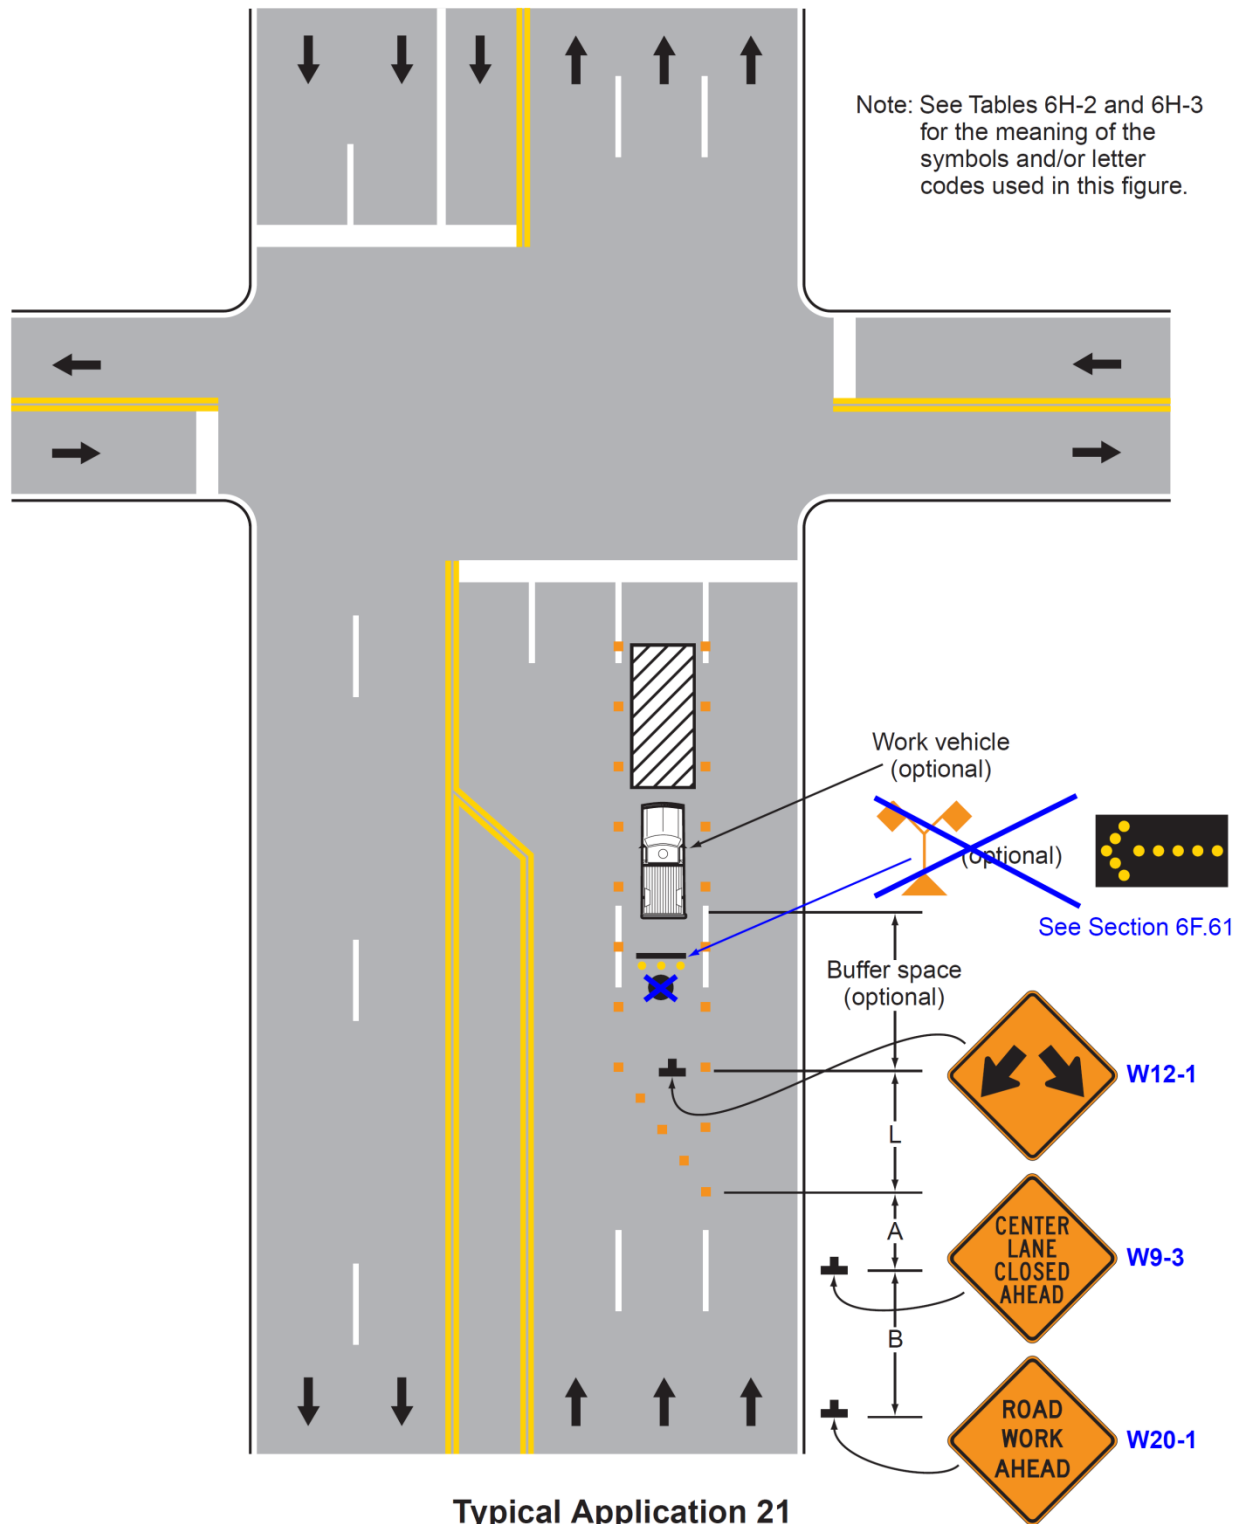 Note: See Tables 6H-2 and 6H-3
for the meaning of the
symbols and/or letter
codes used in this figure.
Work vehicle
(optional)
(optional)
See Section 6F.61
Buffer space
(optional)
W12-1
L
A
CENTER
LANE
CLOSED
AHEAD
W9-3
B
ROAD
WORK
AHEAD
W20-1
Typical Application 21